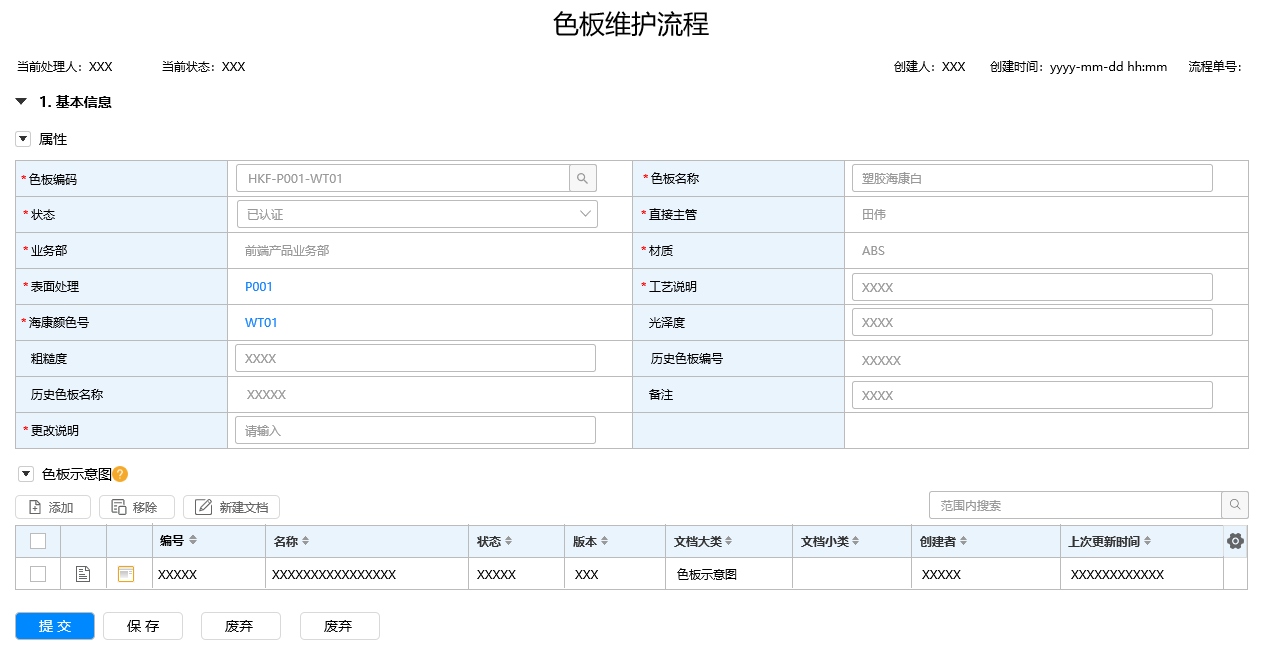 色板维护流程
当前处理人：XXX 当前状态：XXX 创建人：XXX 创建时间：yyyy-mm-dd hh:mm 流程单号：
1. 基本信息
属性
*色板编码 HKF-P001-WT01 *色板名称 塑胶海康白
*状态 已认证 *直接主管 田伟
*业务部 前端产品业务部 *材质 ABS
*表面处理 P001 *工艺说明 XXXX
*海康颜色号 WT01 光泽度 XXXX
粗糙度 XXXX 历史色板编号 XXXXX
历史色板名称 XXXXX 备注 XXXX
*更改说明 请输入
色板示意图?
添加 移除 新建文档 范围内搜索
编号 名称 状态 版本 文档大类 文档小类 创建者 上次更新时间
XXXXX XXXXXXXXXXXXXXXX XXXXX XXX 色板示意图 XXXXX XXXXXXXXXXXX
提 交 保 存 废弃 废弃